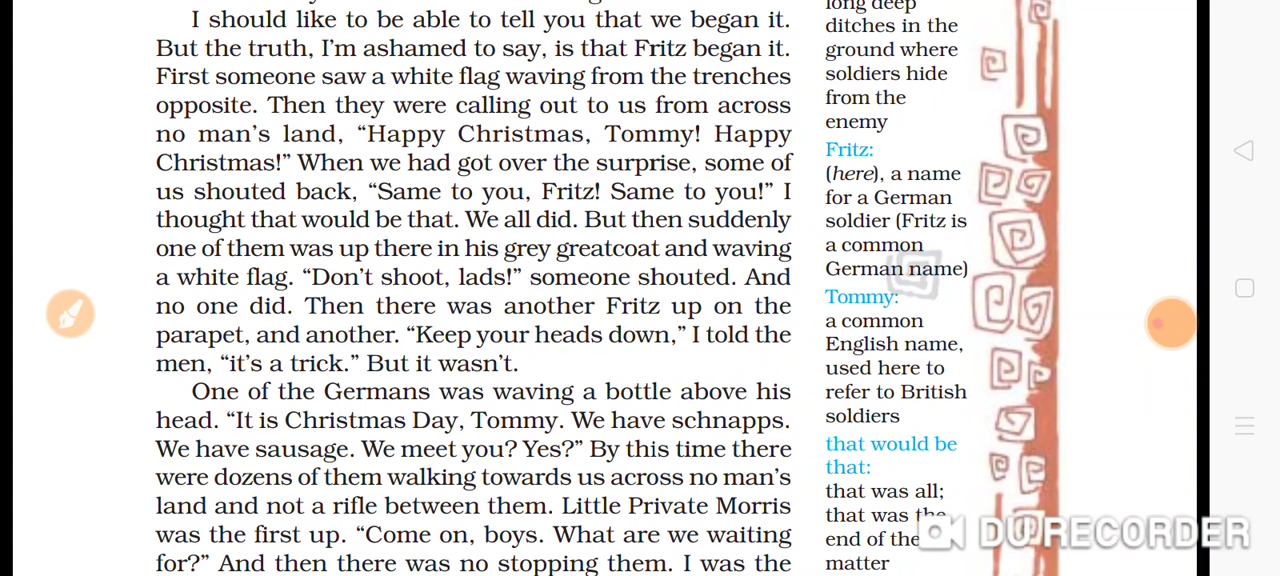 I should like to be able to tell you that we began it.
But the truth, I'm ashamed to say, is that Fritz began it.
First someone saw a white flag waving from the trenches
opposite. Then they were calling out to us from across
no man's land, “Happy Christmas, Tommy! Happy
Christmas!” When we had got over the surprise, some of
us shouted back, “Same to you, Fritz! Same to you!” I
thought that would be that. We all did. But then suddenly
one of them was up there in his grey greatcoat and waving
a white flag. “Don't shoot, lads!” someone shouted. And
no one did. Then there was another Fritz up on the
parapet, and another. “Keep your heads down,” I told the
men, “it's a trick.” But it wasn't.
One of the Germans was waving a bottle above his
head. “It is Christmas Day, Tommy. We have schnapps.
We have sausage. We meet you? Yes?” By this time there
were dozens of them walking towards us across no man's
land and not a rifle between them. Little Private Morris
was the first up. “Come on, boys. What are we waiting
for?” And then there was no stopping them. I was the
long deep
ditches in the
ground where
soldiers hide
from the
enemy
Fritz:
(here), a name
for a German
soldier (Fritz is
a common
German name)
Tommy:
a common
English name,
used here to
refer to British
soldiers
that would be
that:
that was all;
that was the
end of the
matter
DU RECORDER